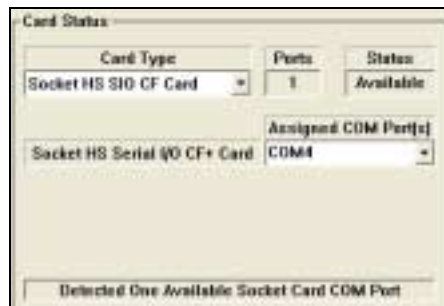 Card Status
Card Type Ports Status
Socket HS SIO CF Card 1 Available
Assigned COM Port(s)
Socket HS Serial I/O CF+ Card COM4
Detected One Available Socket Card COM Port